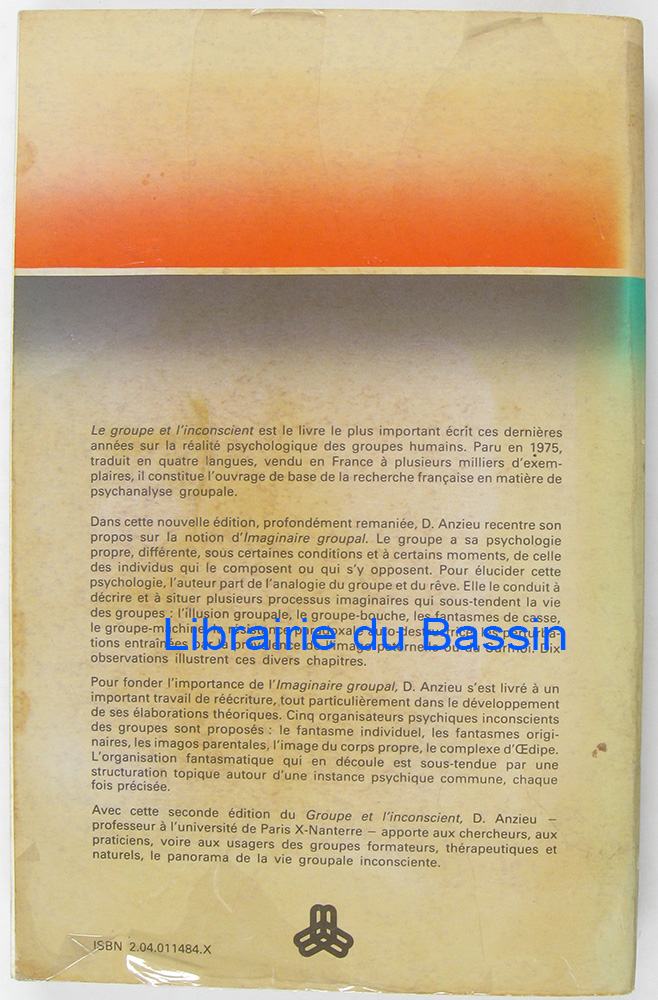 Le groupe et l'inconscient est le livre le plus important écrit ces dernières
années sur la réalité psychologique des groupes humains. Paru en 1975,
traduit en quatre langues, vendu en France à plusieurs milliers d'exem-
plaires, il constitue l'ouvrage de base de la recherche française en matière de
psychanalyse groupale.
Dans cette nouvelle édition, profondément remaniée, D. Anzieu recentre son
propos sur la notion d'Imaginaire groupal. Le groupe a sa psychologie
propre, différente, sous certaines conditions et à certains moments, de celle
des individus qui le composent ou qui s'y opposent. Pour élucider cette
psychologie, l'auteur part de l'analogie du groupe et du rêve. Elle le conduit à
décrire et à situer plusieurs processus imaginaires qui sous-tendent la vie
des groupes : l'illusion groupale, le groupe-bouche, les fantasmes de casse,
le groupe-machine
Librairie du Bassin
tions entraînées par la l'image ou du Surmoi. Dix
observations illustrent ces divers chapitres.
Pour fonder l'importance de l'Imaginaire groupal, D. Anzieu s'est livré à un
important travail de réécriture, tout particulièrement dans le développement
de ses élaborations théoriques. Cinq organisateurs psychiques inconscients
des groupes sont proposés : le fantasme individuel, les fantasmes origi-
naires, les imagos parentales, l'image du corps propre, le complexe d'Œdipe.
L'organisation fantasmatique qui en découle est sous-tendue par une
structuration topique autour d'une instance psychique commune, chaque
fois précisée.
Avec cette seconde édition du Groupe et l'inconscient, D. Anzieu —
professeur à l'université de Paris X-Nanterre — apporte aux chercheurs, aux
praticiens, voire aux usagers des groupes formateurs, thérapeutiques et
naturels, le panorama de la vie groupale inconsciente.
ISBN 2.04.011484.X